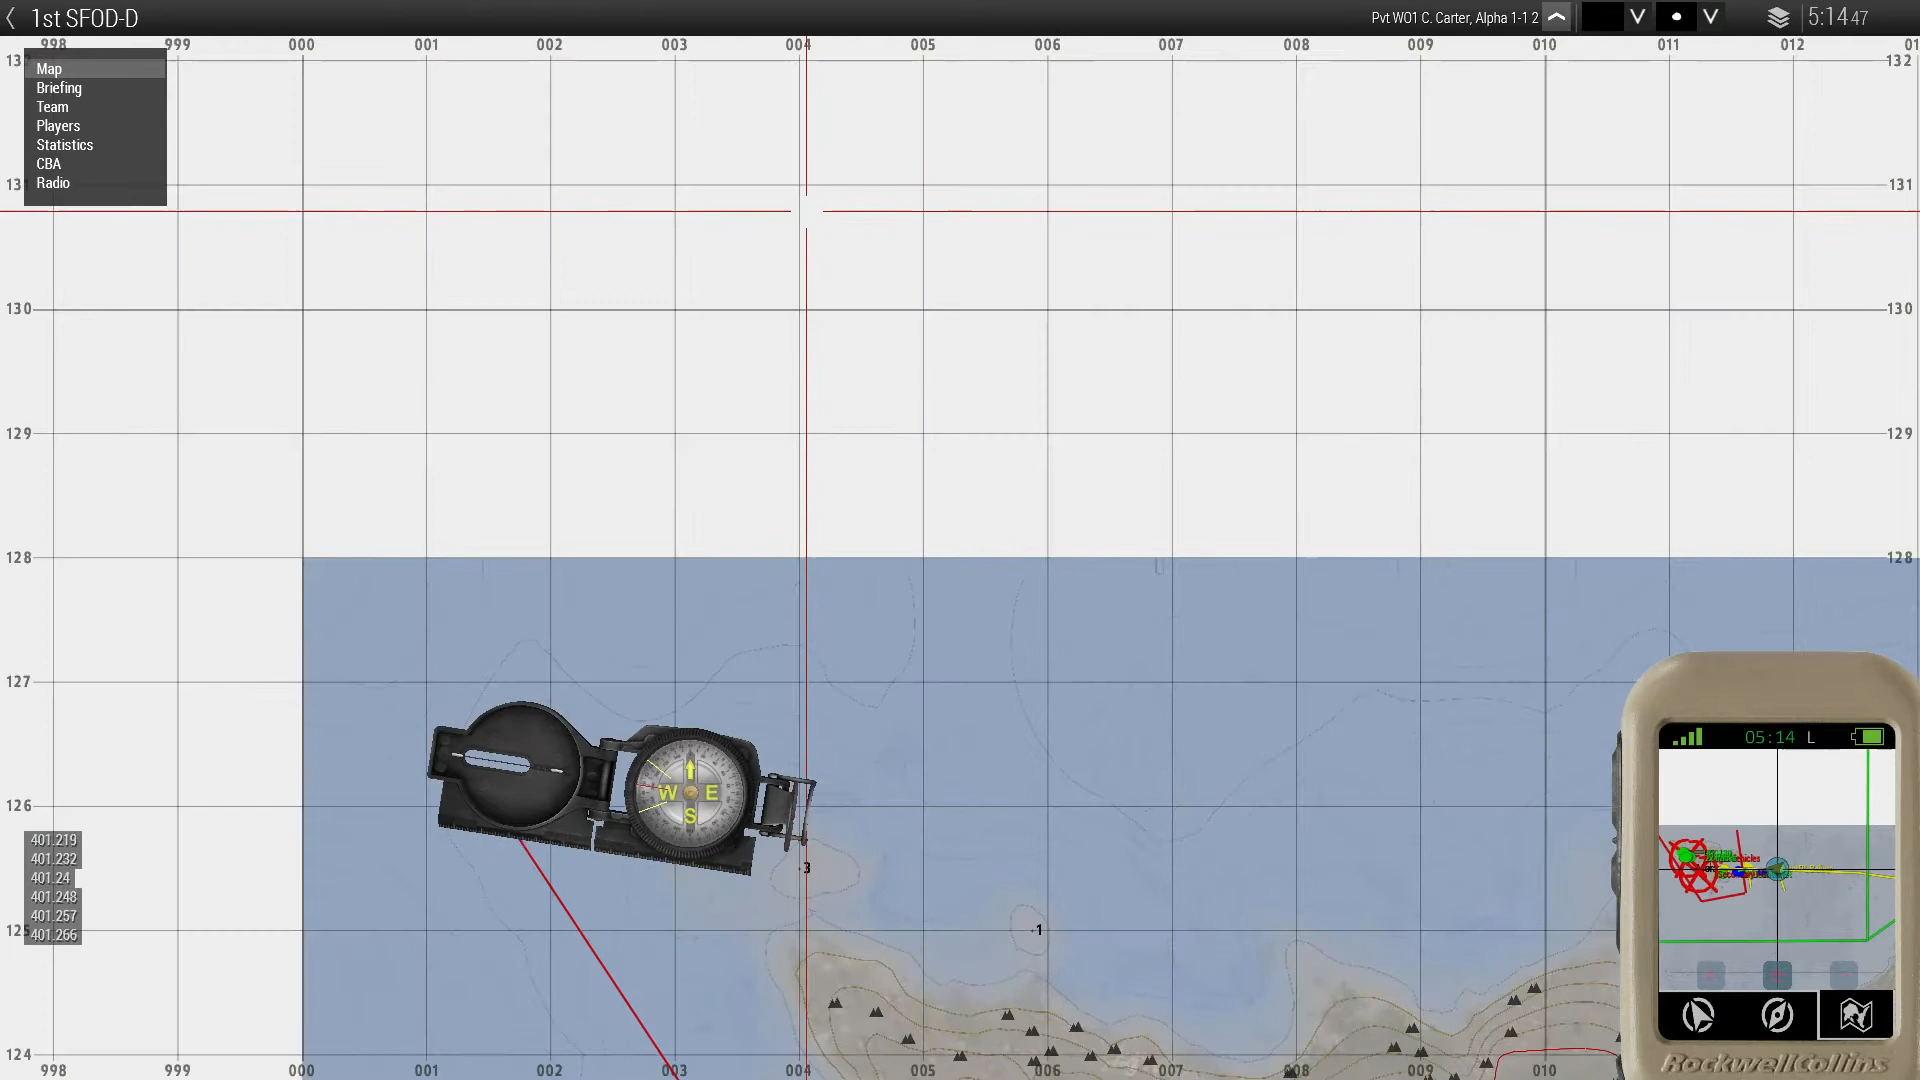 1st SFOD-D
Pvt WO1 C. Carter, Alpha 1-1 2
5:14 47
998 999 000 001 002 003 004 005 006 007 008 009 010 011 012 01
Map
Briefing
Team
Players
Statistics
CBA
Radio
132
131 131
130 130
129 129
128 128
127
126
125
124
W E
S
3
1
401.219
401.232
401.24
401.248
401.257
401.266
05:14 L
998 999 000 001 002 003 004 005 006 007 008 009 010
RockwellCollins